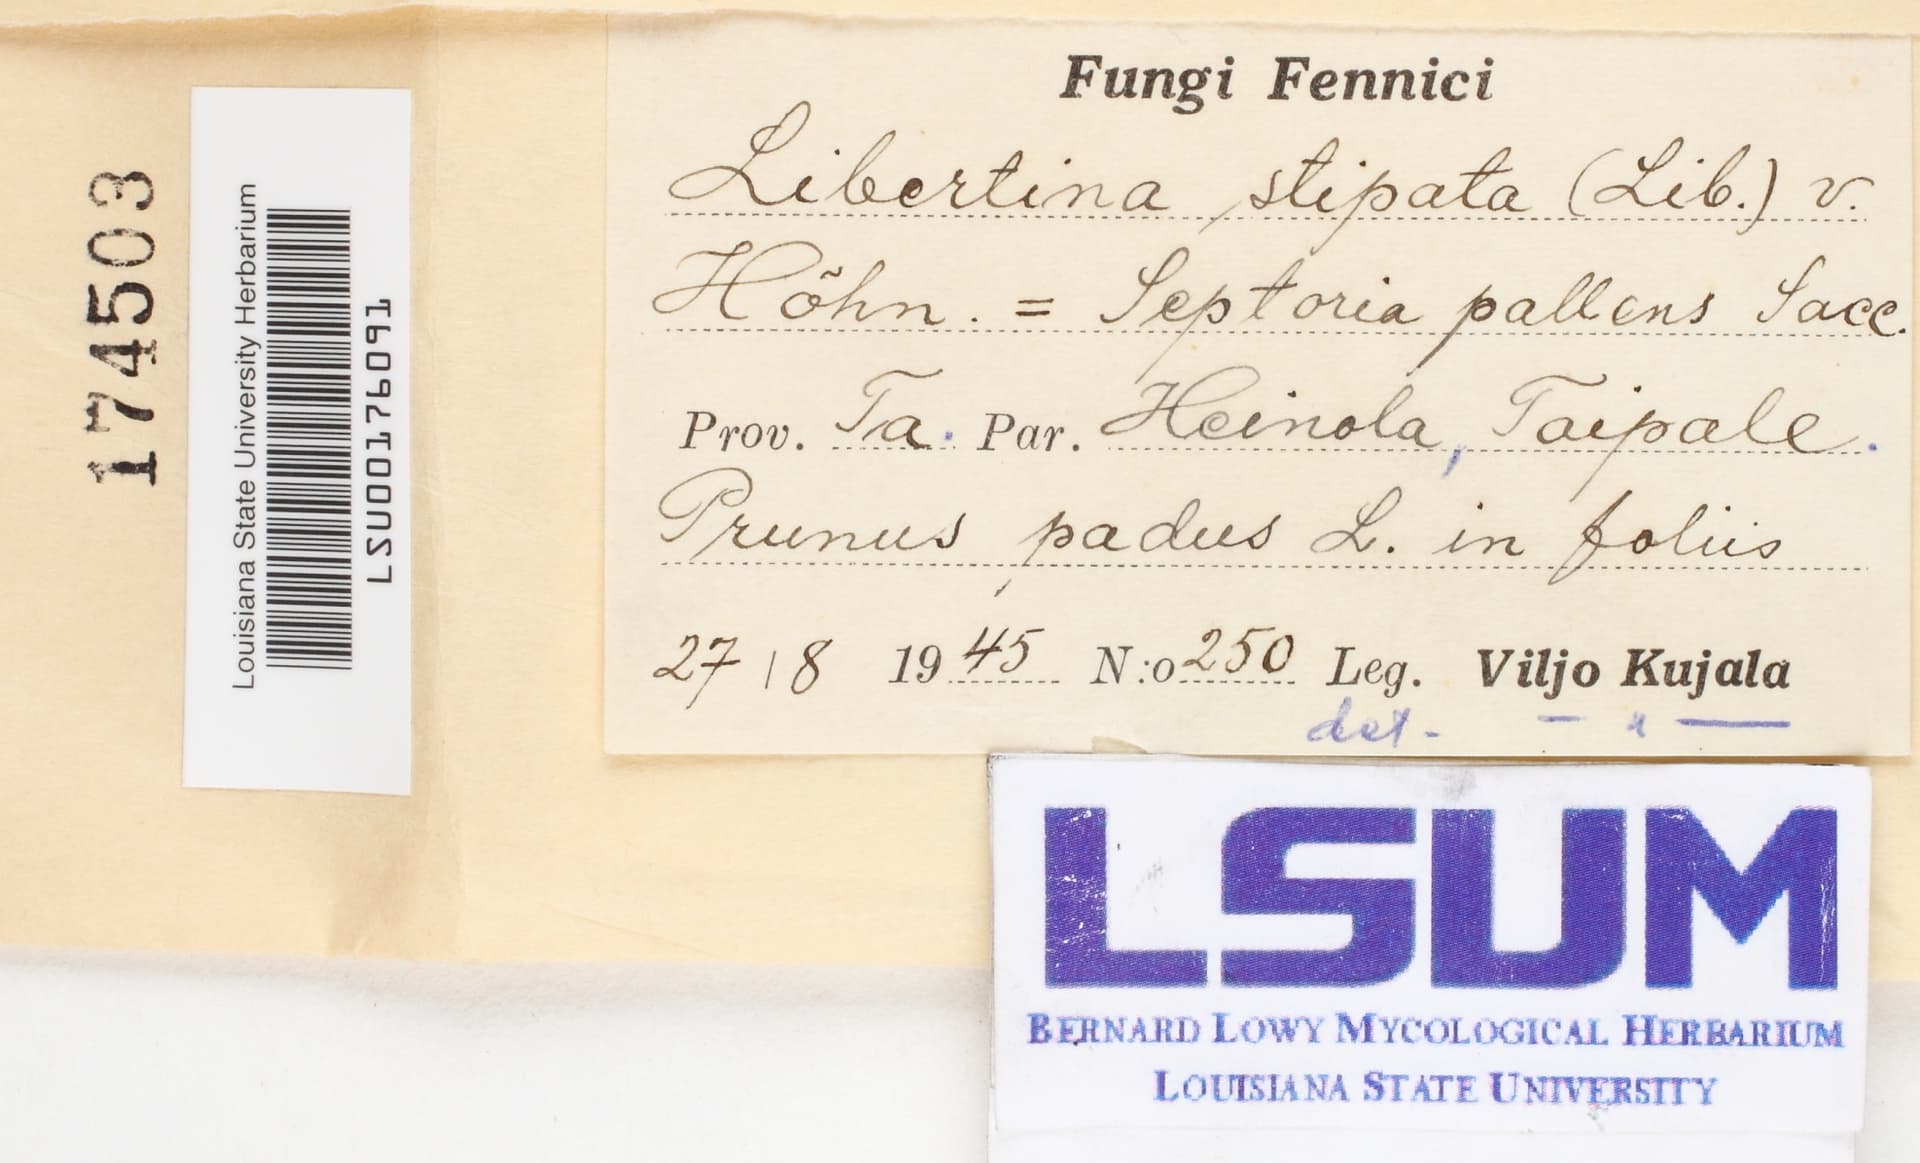 174503
Louisiana State University Herbarium
LSU00176091
Fungi Fennici
Libertina stipata (Lib.) v.
Höhn. = Septoria pallens Sacc.
Prov. Ta. Par. Heinola, Taipale.
Prunus padus L. in foliis
27/8 1945 N:o 250 Leg. Viljo Kujala
det. — " —
LSUM
BERNARD LOWY MYCOLOGICAL HERBARIUM
LOUISIANA STATE UNIVERSITY